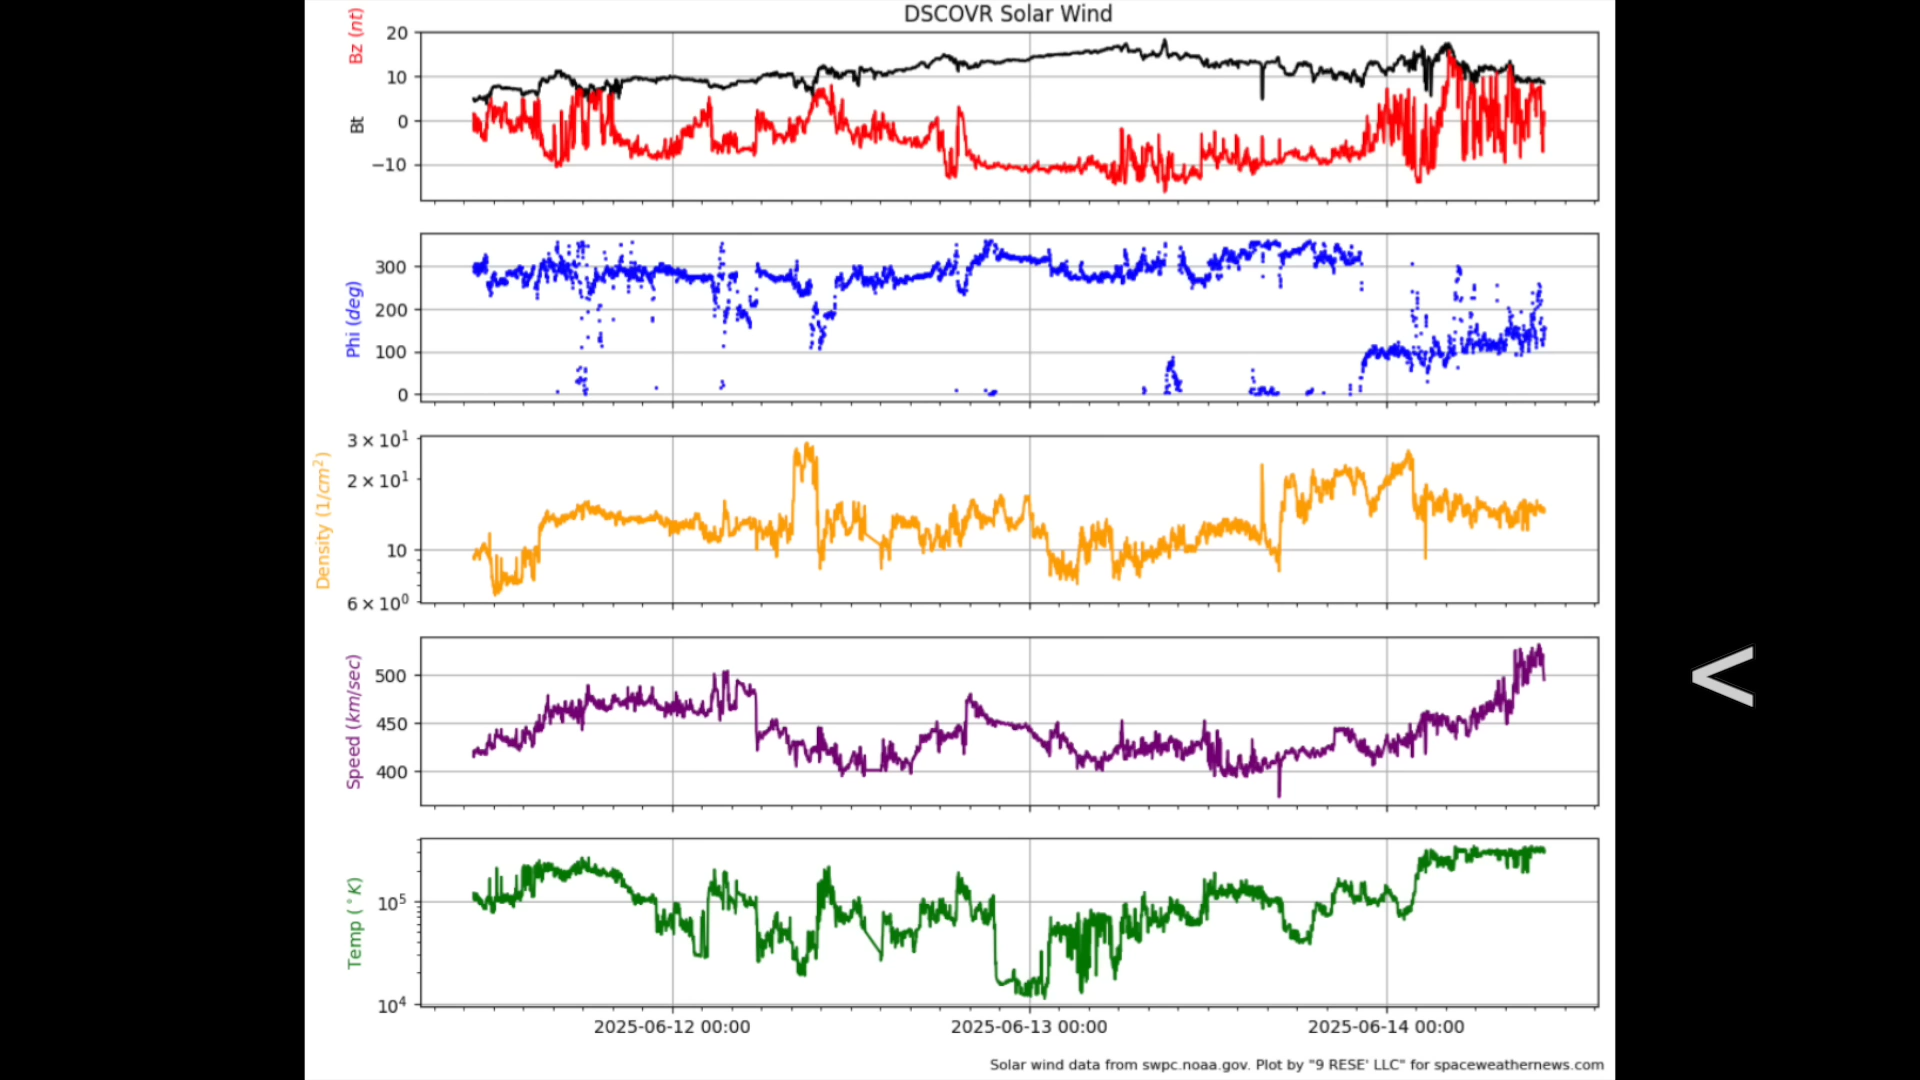 DSCOVR Solar Wind
Bt Bz (nt)
20
10
0
−10
Phi (deg)
300
200
100
0
Density (1/cm²)
3 × 10¹
2 × 10¹
10
6 × 10⁰
Speed (km/sec)
500
450
400
Temp (°K)
10⁵
10⁴
2025-06-12 00:00 2025-06-13 00:00 2025-06-14 00:00
Solar wind data from swpc.noaa.gov. Plot by "9 RESE' LLC" for spaceweathernews.com
<